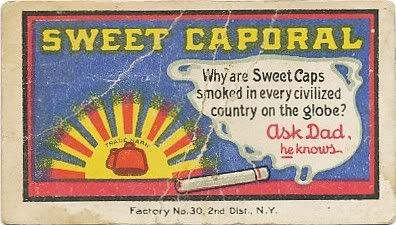 SWEET CAPORAL
Why are Sweet Caps
smoked in every civilized
country on the globe?
Ask Dad,
he knows.
TRADE MARK
Factory No. 30, 2nd Dist., N.Y.